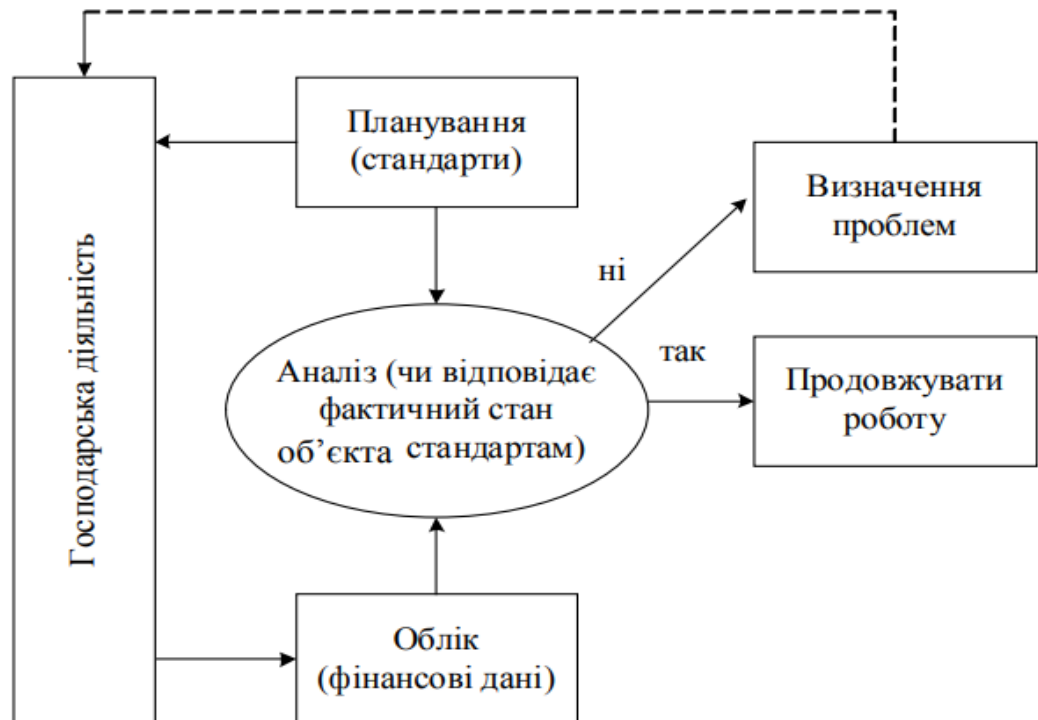 Планування
(стандарти)
Визначення
проблем
Господарська діяльність
ні
так
Аналіз (чи відповідає
фактичний стан
об’єкта стандартам)
Продовжувати
роботу
Облік
(фінансові дані)